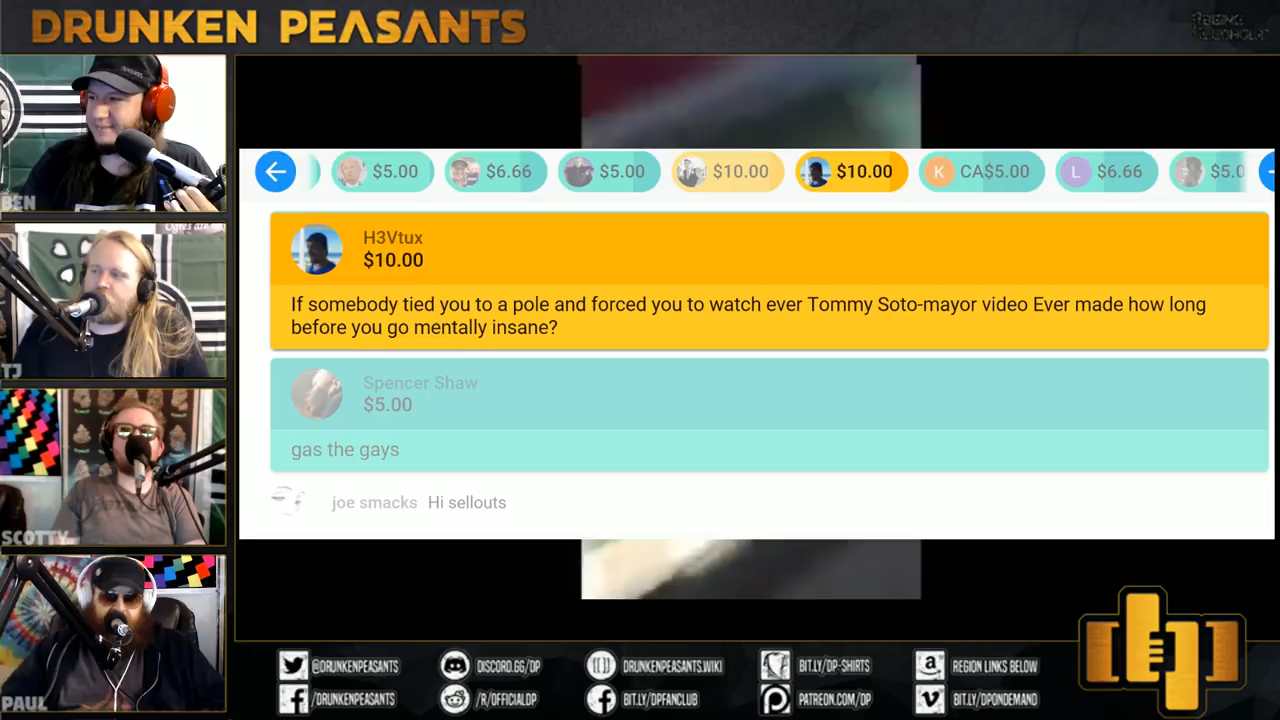 DRUNKEN PEASANTS
$5.00
$6.66
$5.00
$10.00
$10.00
K
CA$5.00
L
$6.66
$5.0
H3Vtux
$10.00
If somebody tied you to a pole and forced you to watch ever Tommy Soto-mayor video Ever made how long
before you go mentally insane?
Spencer Shaw
$5.00
gas the gays
joe smacks Hi sellouts
BEN
TJ
SCOTTY
PAUL
@DRUNKENPEASANTS
DISCORD.GG/DP
DRUNKENPEASANTS.WIKI
BIT.LY/DP-SHIRTS
REGION LINKS BELOW
/DRUNKENPEASANTS
/R/OFFICIALDP
BIT.LY/DPFANCLUB
PATREON.COM/DP
BIT.LY/DPONDEMAND